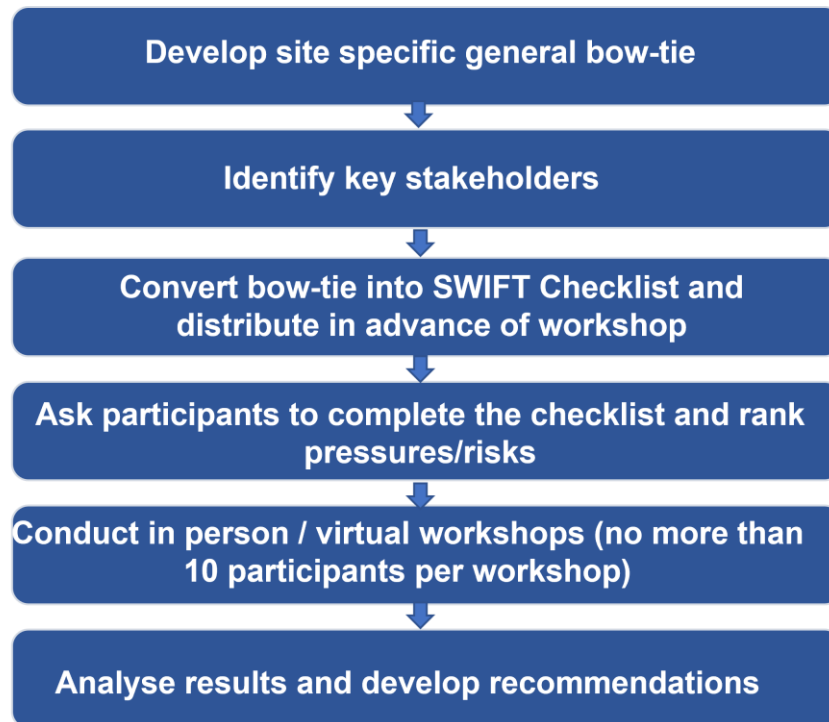 Develop site specific general bow-tie
Identify key stakeholders
Convert bow-tie into SWIFT Checklist and
distribute in advance of workshop
Ask participants to complete the checklist and rank
pressures/risks
Conduct in person / virtual workshops (no more than
10 participants per workshop)
Analyse results and develop recommendations